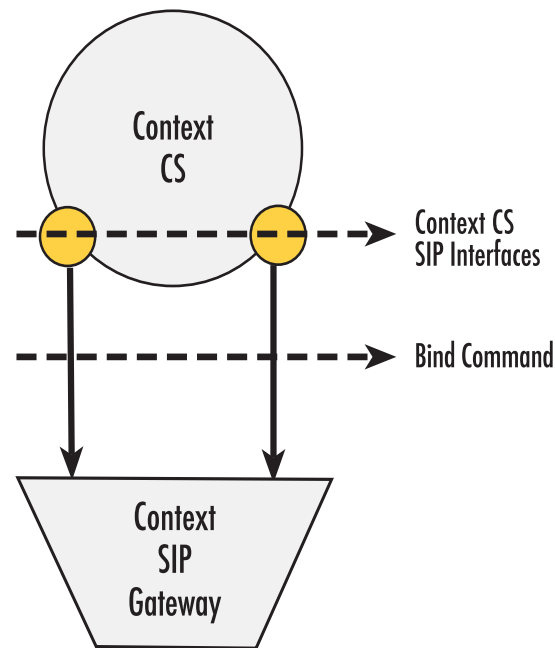 Context
CS
Context CS
SIP Interfaces
Bind Command
Context
SIP
Gateway